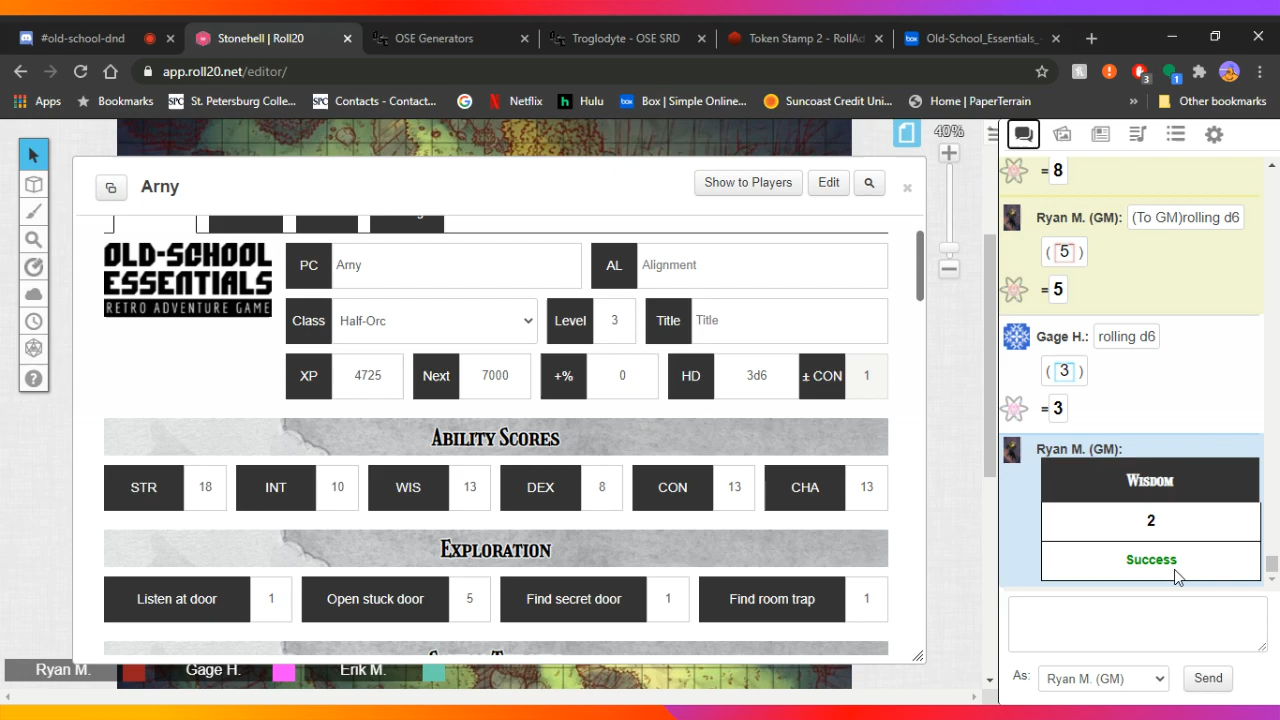 #old-school-dnd
Stonehell | Roll20
OSE Generators
Troglodyte - OSE SRD
Token Stamp 2 - RollAd
Old-School_Essentials_
app.roll20.net/editor/
3
1
Apps
Bookmarks
SPC
St. Petersburg Colle...
SPC
Contacts - Contact...
Netflix
h
Hulu
box
Box | Simple Online...
Suncoast Credit Uni...
Home | PaperTerrain
»
Other bookmarks
40%
Arny
Show to Players
Edit
OLD-SCHOOL
ESSENTIALS
RETRO ADVENTURE GAME
PC
Arny
AL
Alignment
Class
Half-Orc
Level
3
Title
Title
XP
4725
Next
7000
+%
0
HD
3d6
± CON
1
Ability Scores
STR
18
INT
10
WIS
13
DEX
8
CON
13
CHA
13
Exploration
Listen at door
1
Open stuck door
5
Find secret door
1
Find room trap
1
Ryan M.
Gage H.
Erik M.
=8
Ryan M. (GM):
(To GM)rolling d6
(5)
=5
Gage H.:
rolling d6
(3)
=3
Ryan M. (GM):
Wisdom
2
Success
As:
Ryan M. (GM)
Send